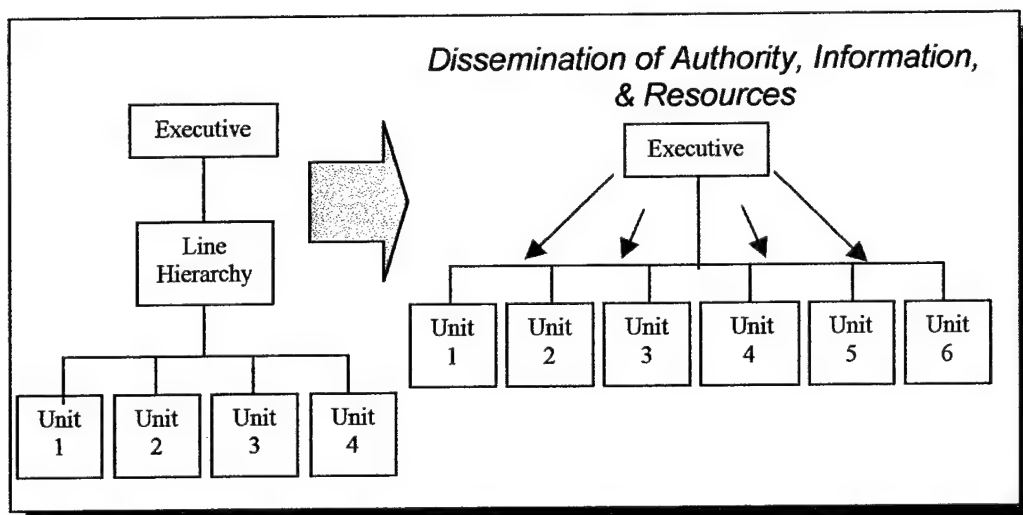 Dissemination of Authority, Information,
& Resources
Executive
Line
Hierarchy
Unit
1
Unit
2
Unit
3
Unit
4
Executive
Unit
1
Unit
2
Unit
3
Unit
4
Unit
5
Unit
6